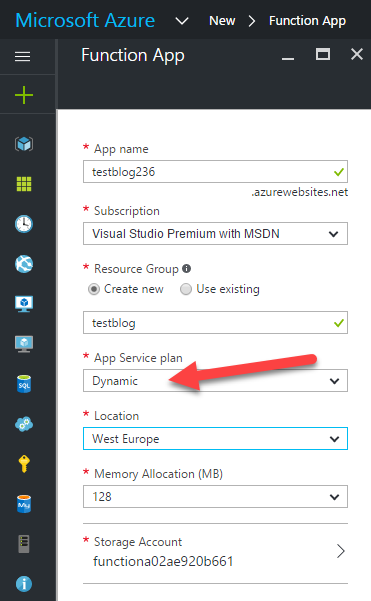 Microsoft Azure New > Function App
Function App
* App name
testblog236
.azurewebsites.net
* Subscription
Visual Studio Premium with MSDN
* Resource Group
Create new Use existing
testblog
* App Service plan
Dynamic
* Location
West Europe
* Memory Allocation (MB)
128
* Storage Account
functiona02ae920b661
SQL
My